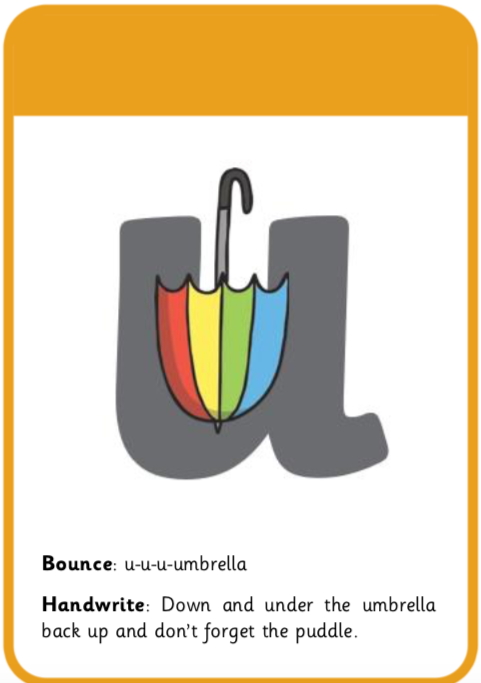 u
Bounce: u-u-u-umbrella
Handwrite: Down and under the umbrella
back up and don't forget the puddle.